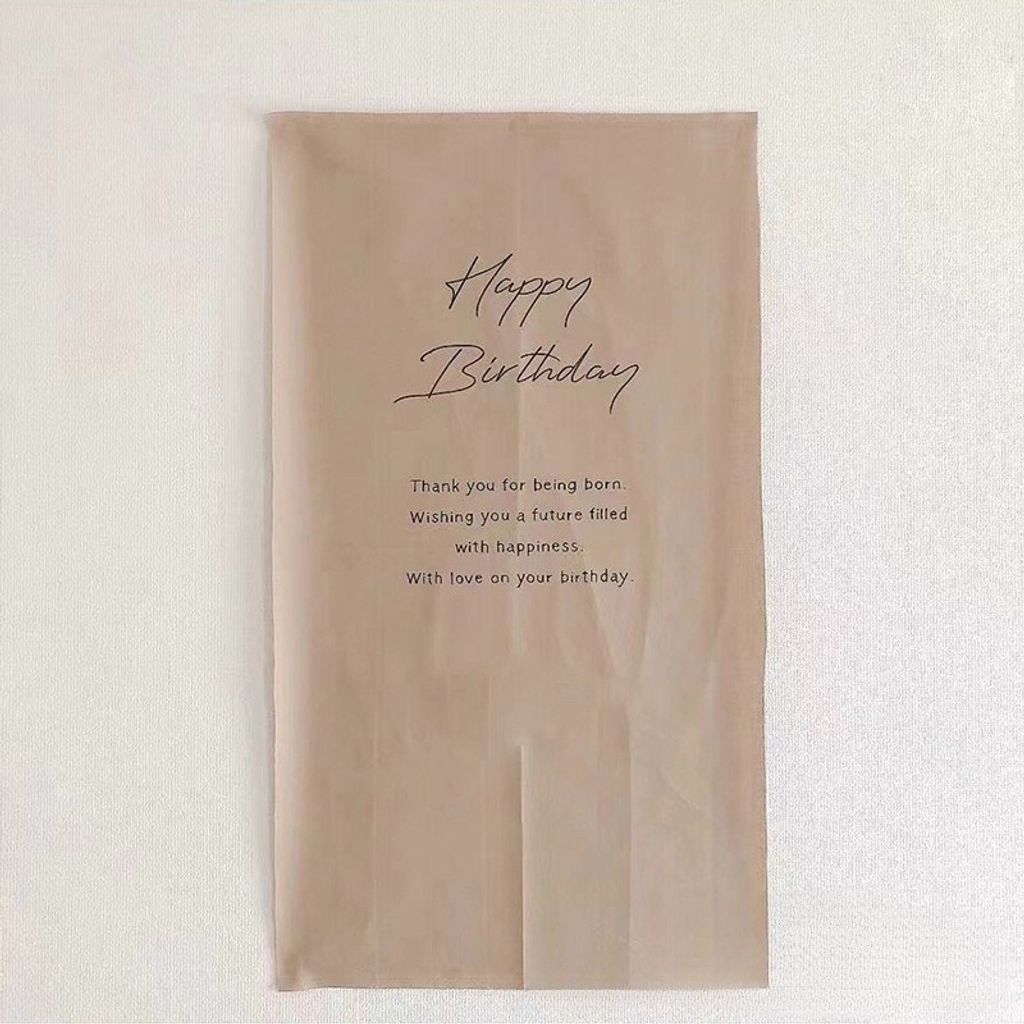 Happy
Birthday
Thank you for being born.
Wishing you a future filled
with happiness.
With love on your birthday.